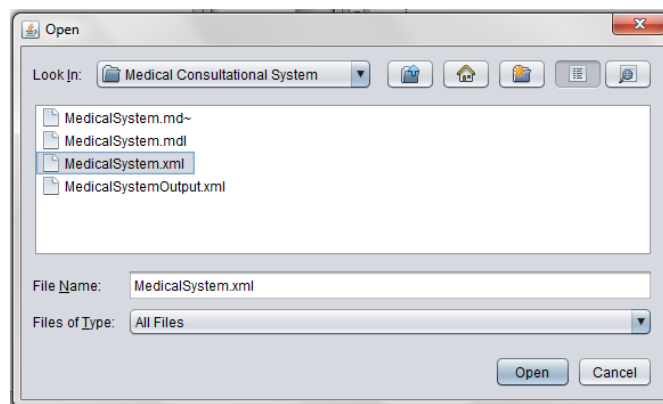 Open
Look In: Medical Consultational System
MedicalSystem.md~
MedicalSystem.mdl
MedicalSystem.xml
MedicalSystemOutput.xml
File Name: MedicalSystem.xml
Files of Type: All Files
Open Cancel